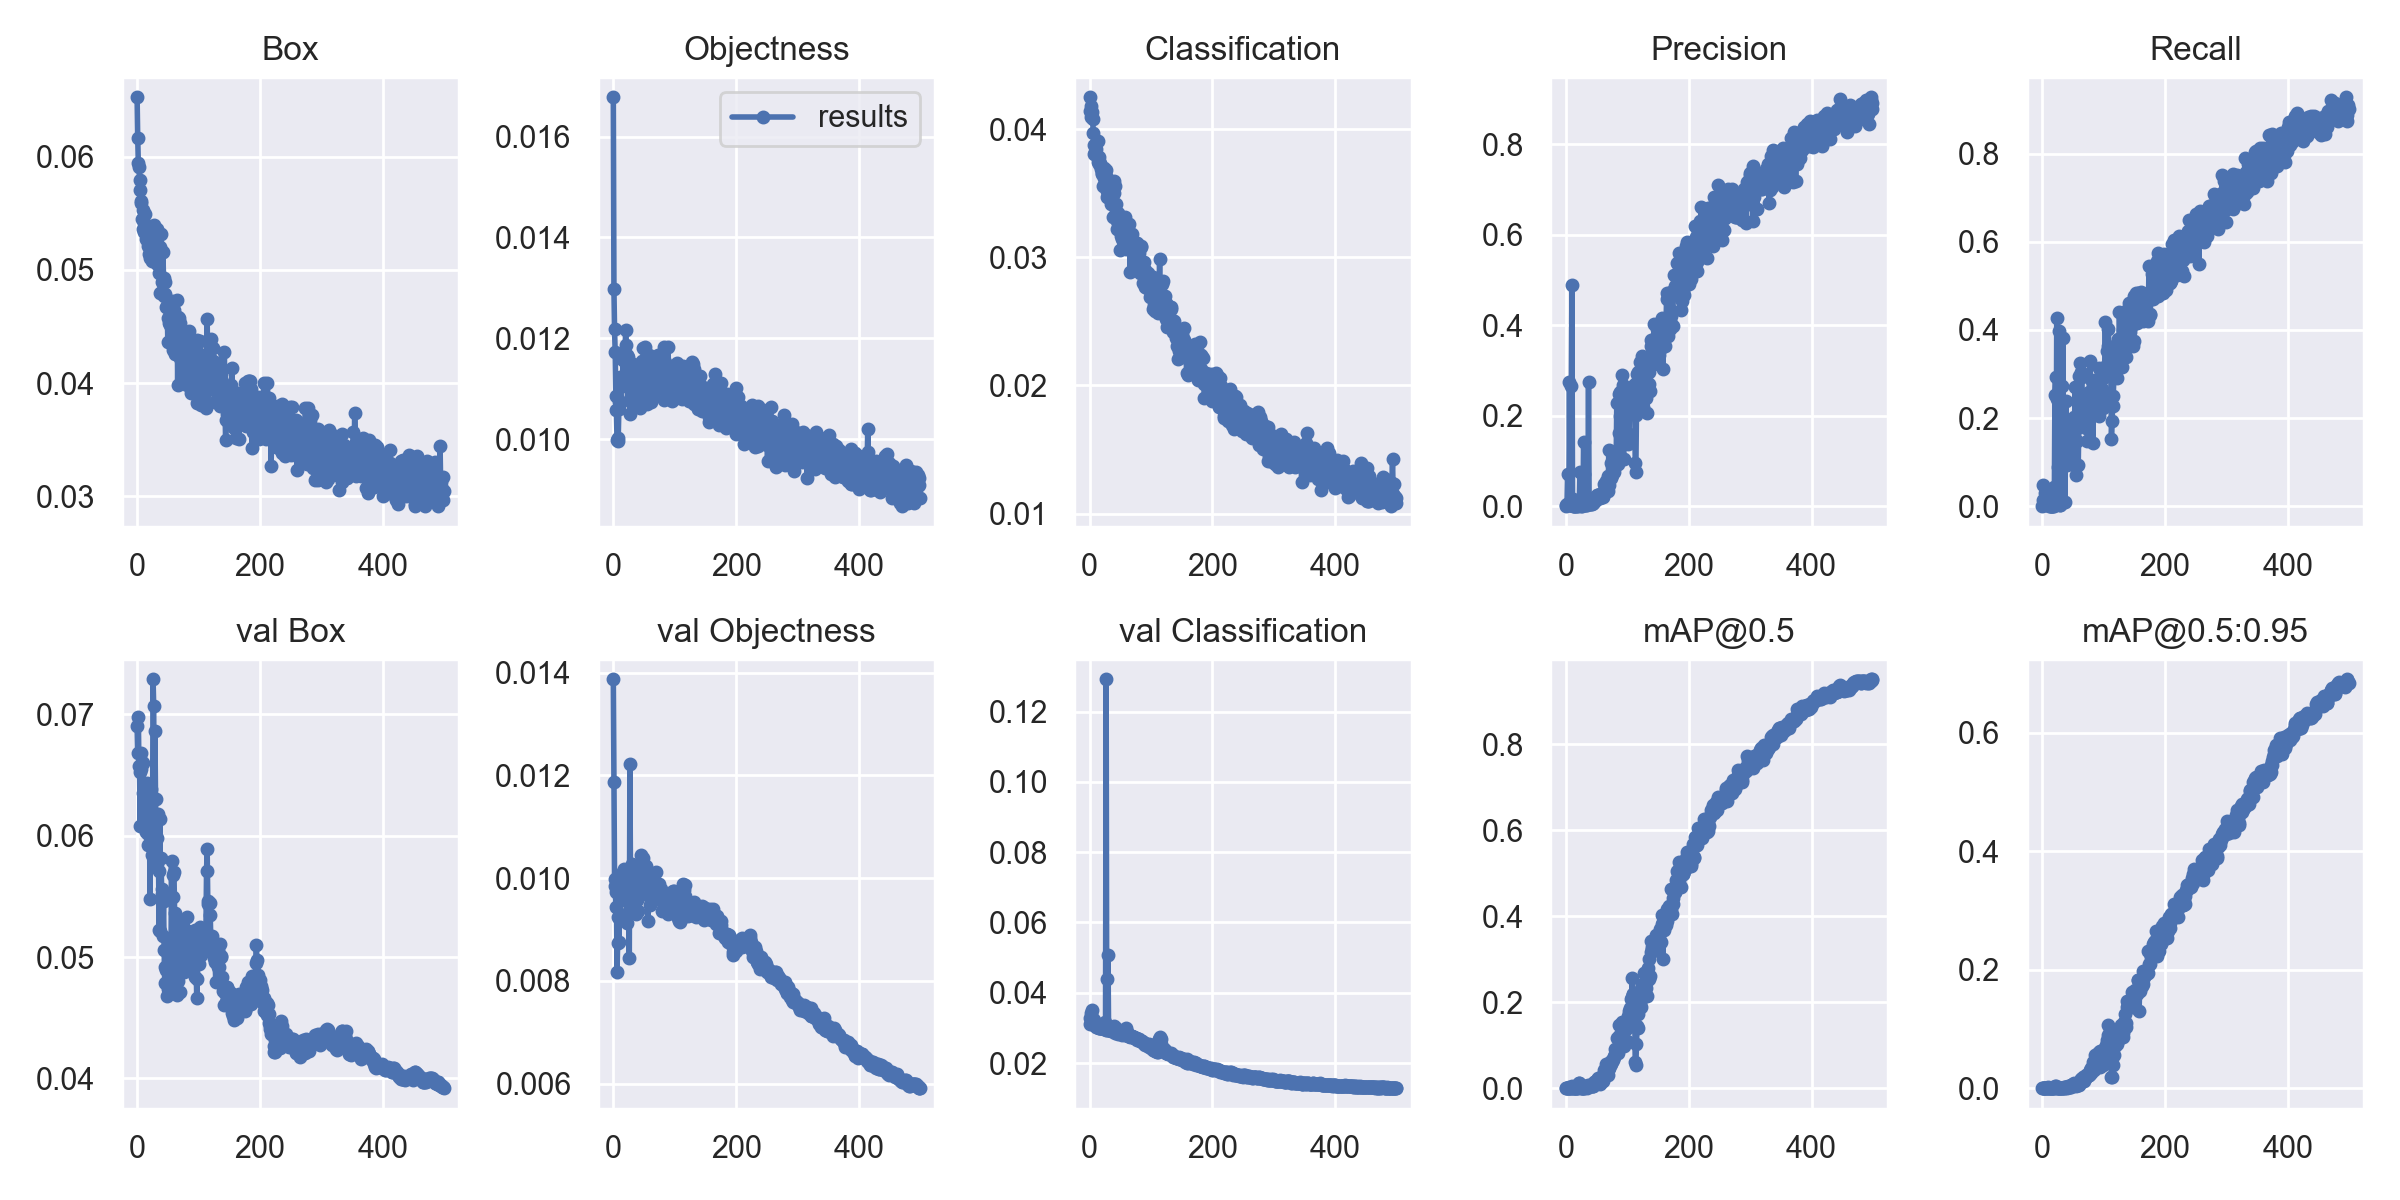 Box
0.06
0.05
0.04
0.03
0 200 400
Objectness
results
0.016
0.014
0.012
0.010
0 200 400
Classification
0.04
0.03
0.02
0.01
0 200 400
Precision
0.8
0.6
0.4
0.2
0.0
0 200 400
Recall
0.8
0.6
0.4
0.2
0.0
0 200 400
val Box
0.07
0.06
0.05
0.04
0 200 400
val Objectness
0.014
0.012
0.010
0.008
0.006
0 200 400
val Classification
0.12
0.10
0.08
0.06
0.04
0.02
0 200 400
mAP@0.5
0.8
0.6
0.4
0.2
0.0
0 200 400
mAP@0.5:0.95
0.6
0.4
0.2
0.0
0 200 400